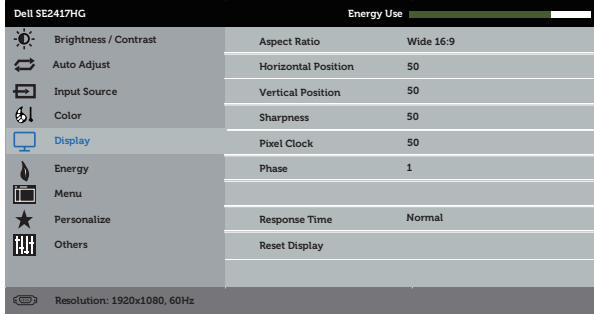 Dell SE2417HG
Energy Use
Brightness / Contrast
Auto Adjust
Input Source
Color
Display
Energy
Menu
Personalize
Others
Aspect Ratio Wide 16:9
Horizontal Position 50
Vertical Position 50
Sharpness 50
Pixel Clock 50
Phase 1
Response Time Normal
Reset Display
Resolution: 1920x1080, 60Hz